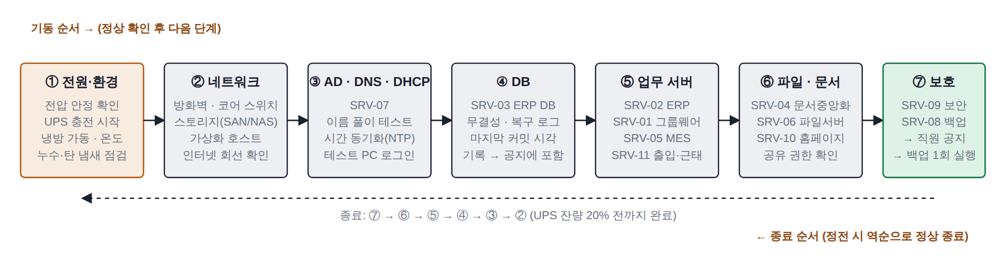 기동 순서 → (정상 확인 후 다음 단계)
① 전원·환경
전압 안정 확인
UPS 충전 시작
냉방 가동 · 온도
누수·탄 냄새 점검
② 네트워크
방화벽 · 코어 스위치
스토리지(SAN/NAS)
가상화 호스트
인터넷 회선 확인
③ AD · DNS · DHCP
SRV-07
이름 풀이 테스트
시간 동기화(NTP)
테스트 PC 로그인
④ DB
SRV-03 ERP DB
무결성 · 복구 로그
마지막 커밋 시각
기록 → 공지에 포함
⑤ 업무 서버
SRV-02 ERP
SRV-01 그룹웨어
SRV-05 MES
SRV-11 출입·근태
⑥ 파일 · 문서
SRV-04 문서중앙화
SRV-06 파일서버
SRV-10 홈페이지
공유 권한 확인
⑦ 보호
SRV-09 보안
SRV-08 백업
→ 직원 공지
→ 백업 1회 실행
종료: ⑦ → ⑥ → ⑤ → ④ → ③ → ② (UPS 잔량 20% 전까지 완료)
← 종료 순서 (정전 시 역순으로 정상 종료)